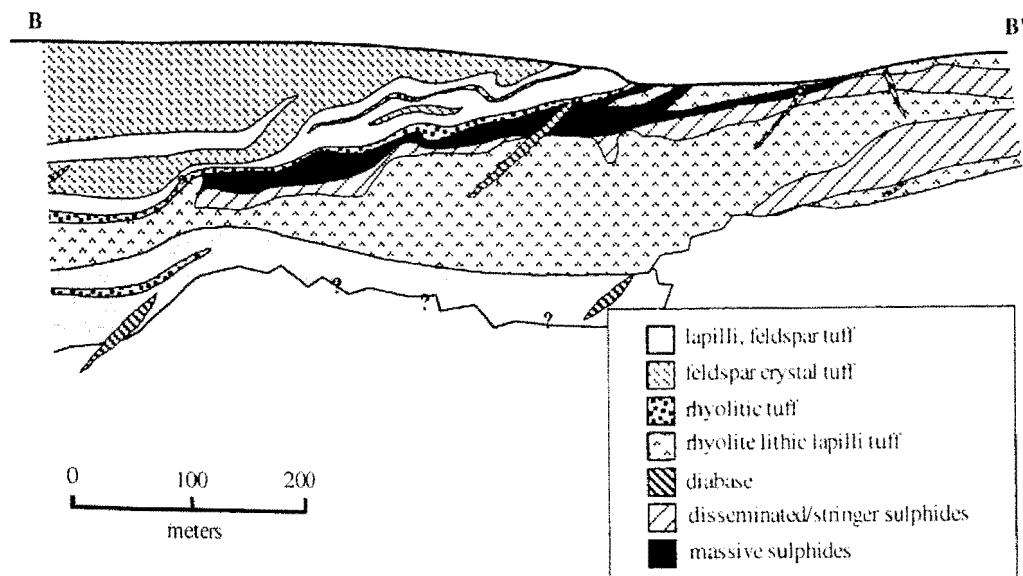 B
B'
?
?
?
lapilli, feldspar tuff
feldspar crystal tuff
rhyolitic tuff
rhyolite lithic lapilli tuff
diabase
disseminated/stringer sulphides
massive sulphides
0 100 200
meters